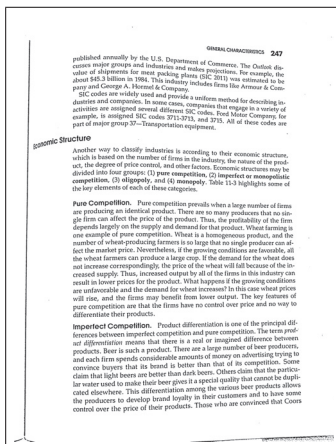 GENERAL CHARACTERISTICS 247
published annually by the U.S. Department of Commerce. The Outlook dis-
cusses major groups and industries and makes projections. For example, the
value of shipments for meat packing plants (SIC 2011) was estimated to be
about $45.3 billion in 1984. This industry includes firms like Armour & Com-
pany and George A. Hormel & Company.
SIC codes are widely used and provide a uniform method for describing in-
dustries and companies. In some cases, companies that engage in a variety of
activities are assigned several different SIC codes. Ford Motor Company, for
example, is assigned SIC codes 3711-3713, and 3715. All of these codes are
part of major group 37—Transportation equipment.
Economic Structure
Another way to classify industries is according to their economic structure,
which is based on the number of firms in the industry, the nature of the prod-
uct, the degree of price control, and other factors. Economic structures may be
divided into four groups: (1) pure competition, (2) imperfect or monopolistic
competition, (3) oligopoly, and (4) monopoly. Table 11-3 highlights some of
the key elements of each of these categories.
Pure Competition. Pure competition prevails when a large number of firms
are producing an identical product. There are so many producers that no sin-
gle firm can affect the price of the product. Thus, the profitability of the firm
depends largely on the supply and demand for that product. Wheat farming is
one example of pure competition. Wheat is a homogeneous product, and the
number of wheat-producing farmers is so large that no single producer can af-
fect the market price. Nevertheless, if the growing conditions are favorable, all
the wheat farmers can produce a large crop. If the demand for the wheat does
not increase correspondingly, the price of the wheat will fall because of the in-
creased supply. Thus, increased output by all of the firms in this industry can
result in lower prices for the product. What happens if the growing conditions
are unfavorable and the demand for wheat increases? In this case wheat prices
will rise, and the firms may benefit from lower output. The key features of
pure competition are that the firms have no control over price and no way to
differentiate their products.
Imperfect Competition. Product differentiation is one of the principal dif-
ferences between imperfect competition and pure competition. The term prod-
uct differentiation means that there is a real or imagined difference between
products. Beer is such a product. There are a large number of beer producers,
and each firm spends considerable amounts of money on advertising trying to
convince buyers that its brand is better than that of its competition. Some
claim that light beers are better than dark beers. Others claim that the particu-
lar water used to make their beer gives it a special quality that cannot be dupli-
cated elsewhere. This differentiation among the various beer products allows
the producers to develop brand loyalty in their customers and to have some
control over the price of their products. Those who are convinced that Coors